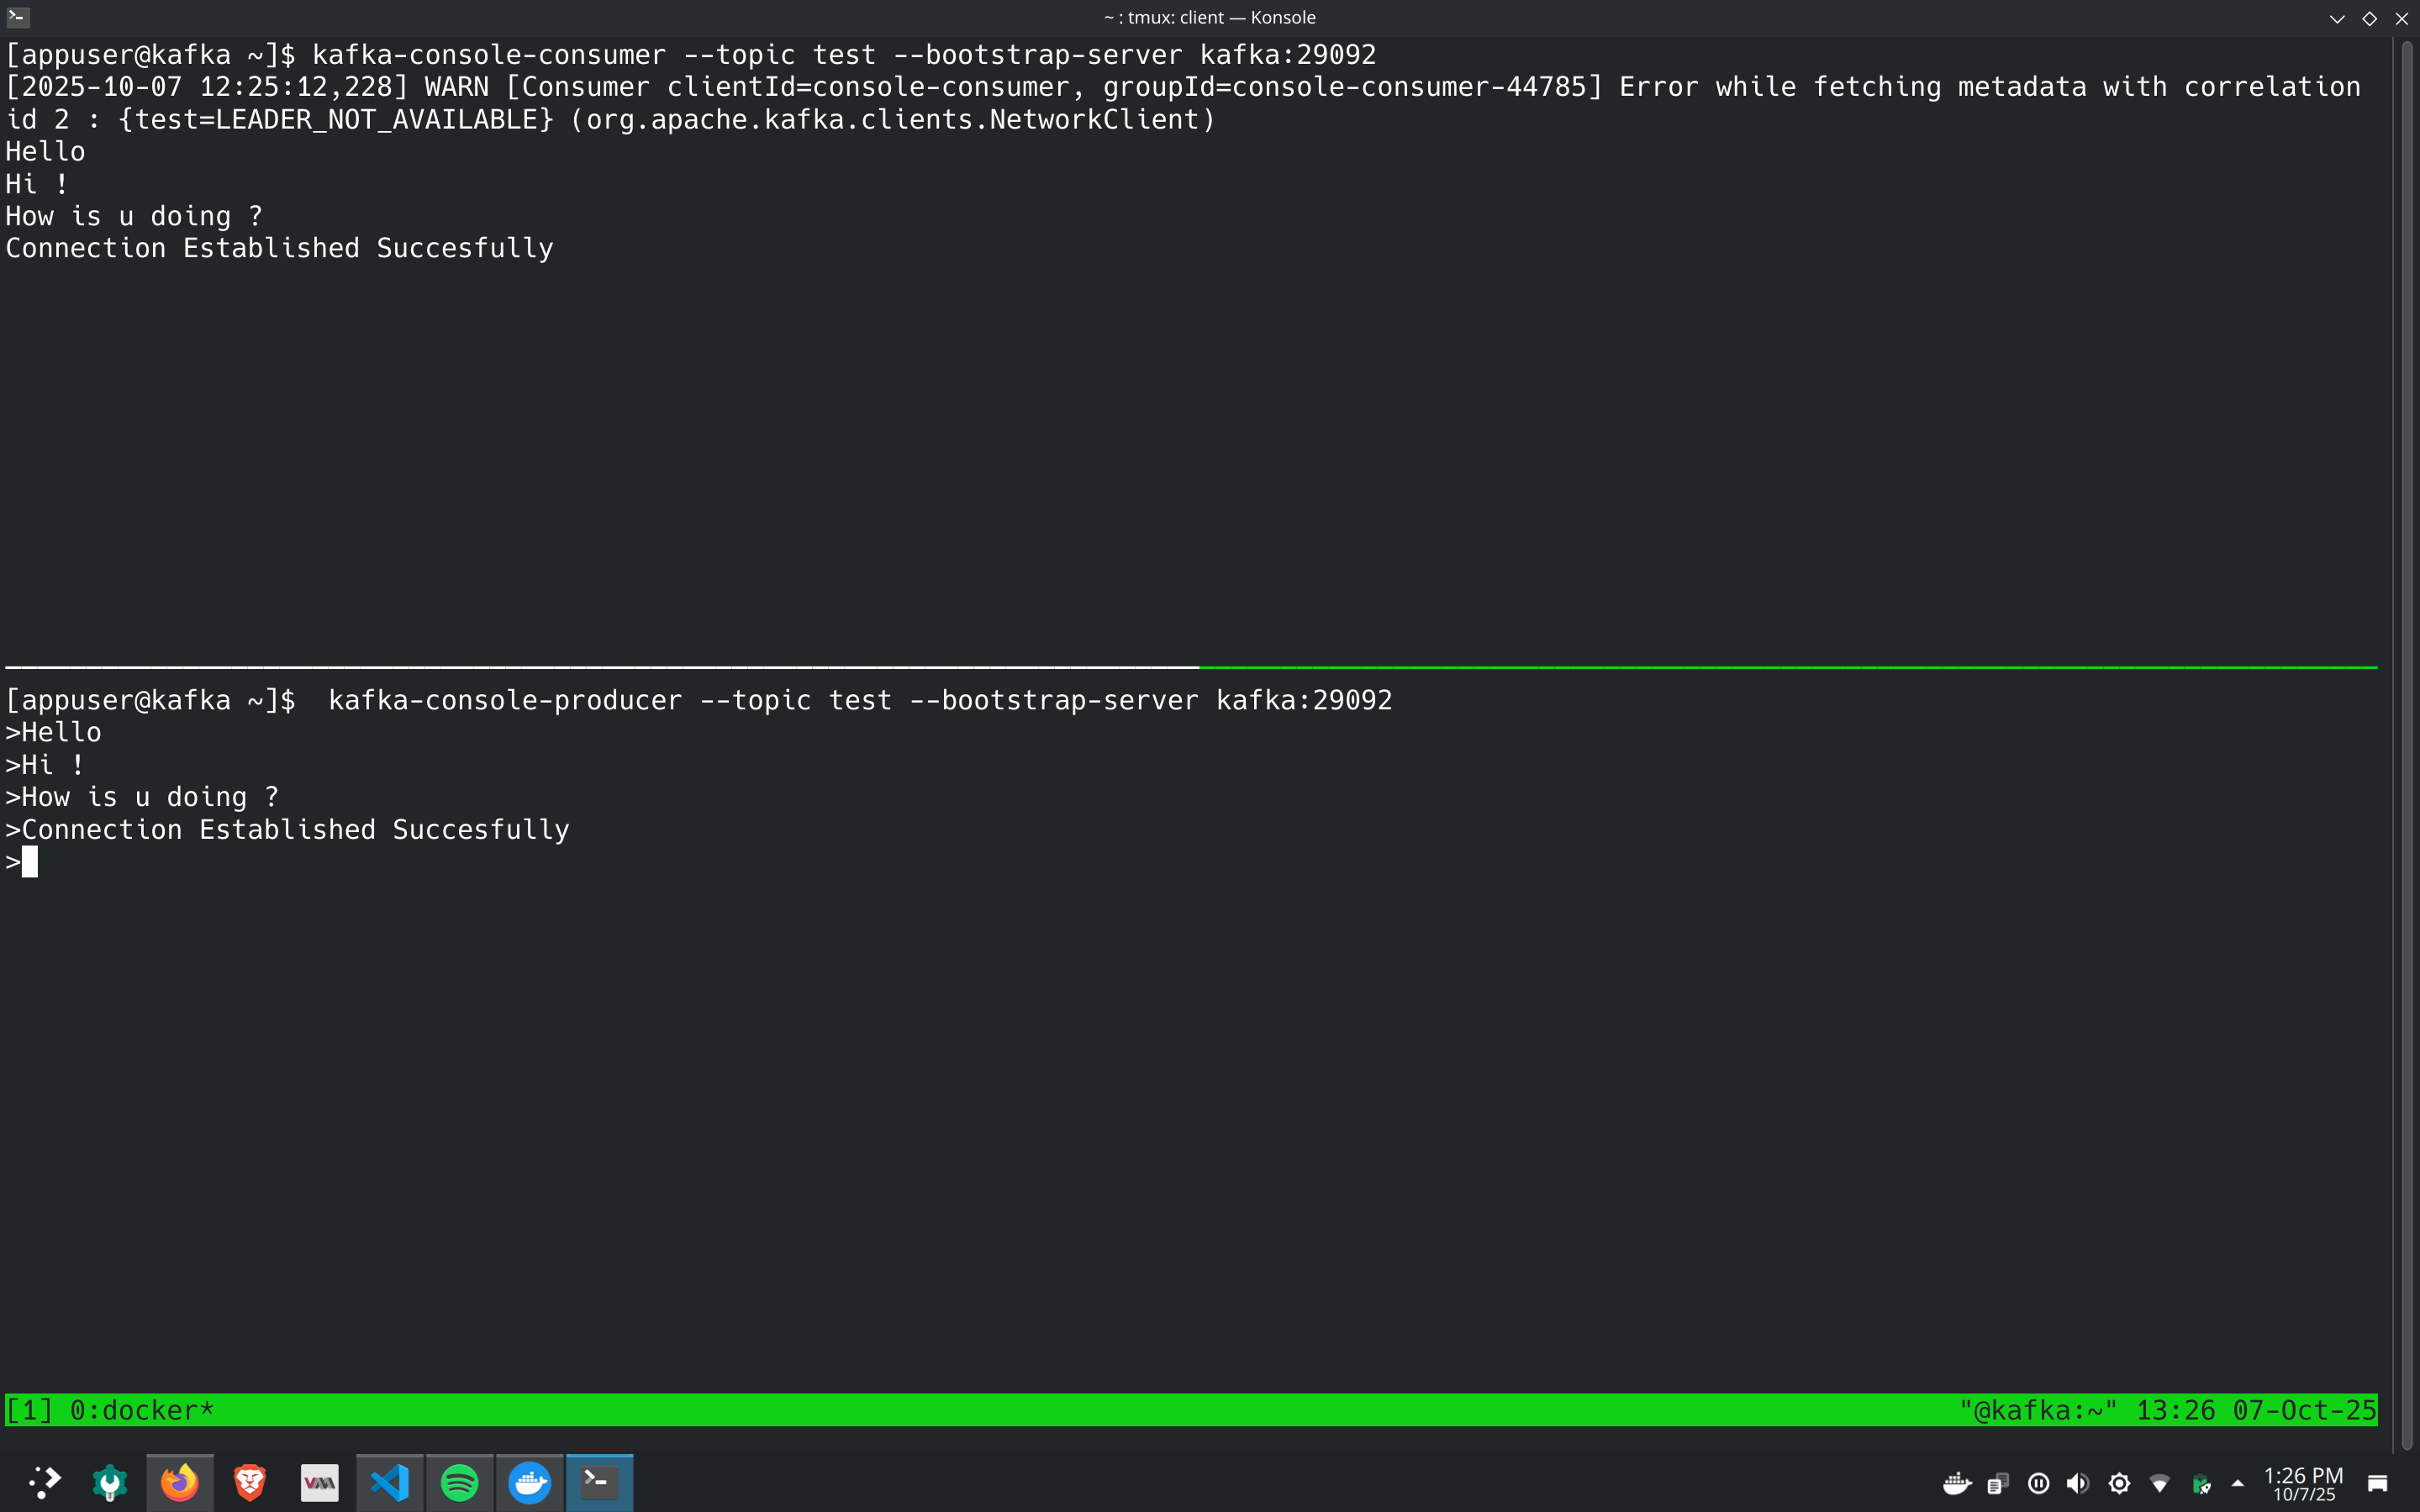 ~ : tmux: client — Konsole
[appuser@kafka ~]$ kafka-console-consumer --topic test --bootstrap-server kafka:29092
[2025-10-07 12:25:12,228] WARN [Consumer clientId=console-consumer, groupId=console-consumer-44785] Error while fetching metadata with correlation
id 2 : {test=LEADER_NOT_AVAILABLE} (org.apache.kafka.clients.NetworkClient)
Hello
Hi !
How is u doing ?
Connection Established Succesfully
[appuser@kafka ~]$  kafka-console-producer --topic test --bootstrap-server kafka:29092
>Hello
>Hi !
>How is u doing ?
>Connection Established Succesfully
>
[1] 0:docker* "@kafka:~" 13:26 07-Oct-25
VMM
1:26 PM
10/7/25